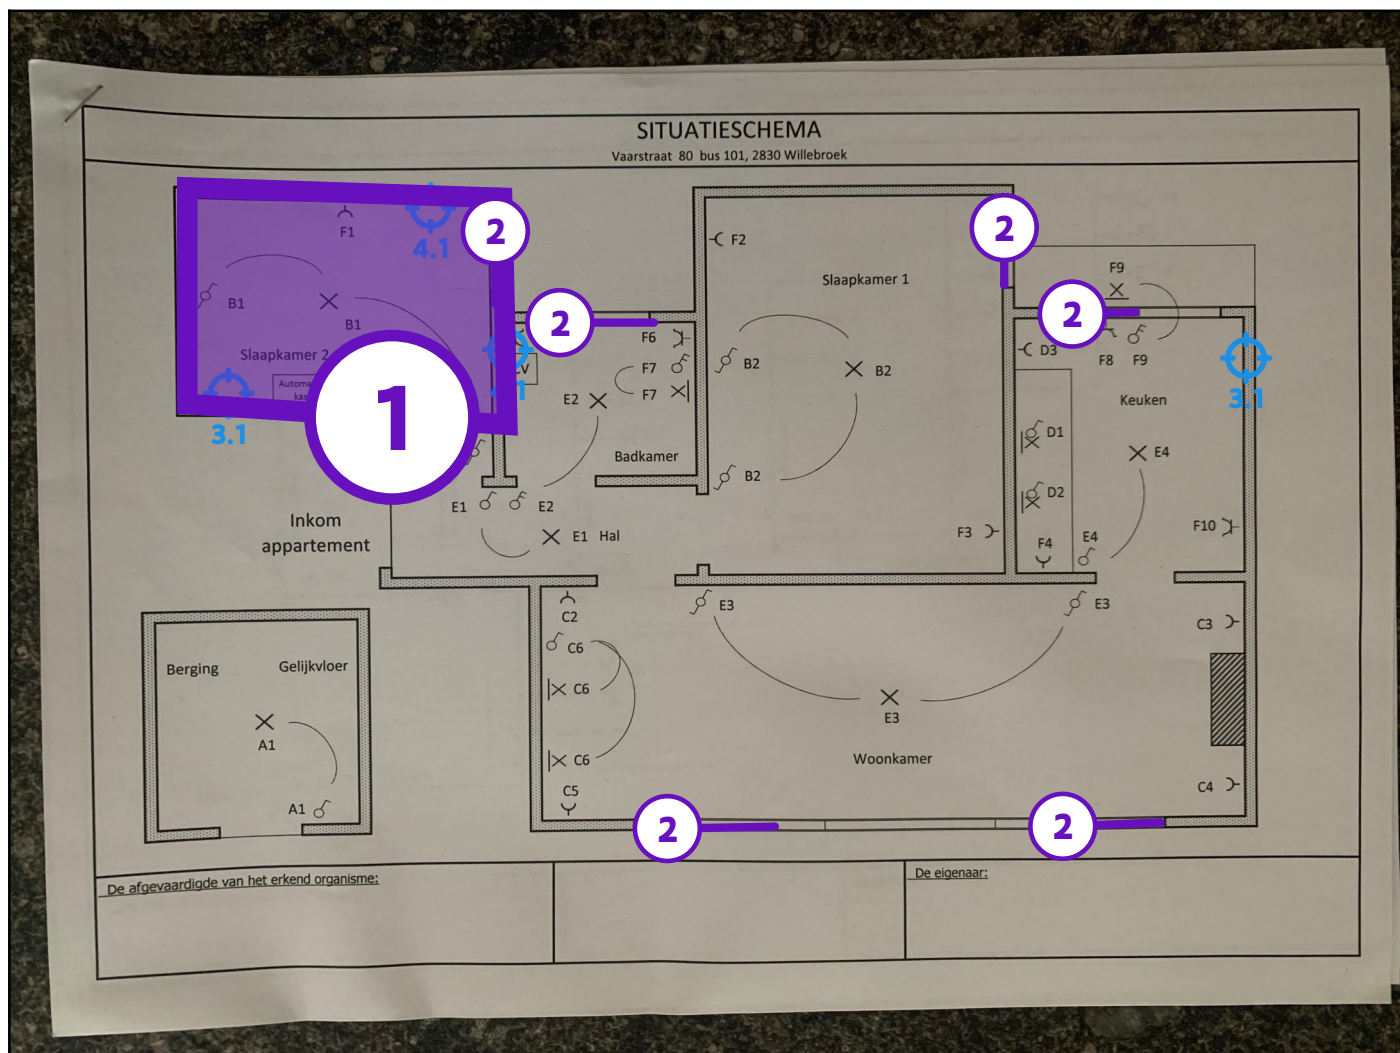 SITUATIESCHEMA
Vaarstraat 80 bus 101, 2830 Willebroek
F1
4.1
2
B1
B1
Slaapkamer 2
3.1
1
2
F6
F7
F7
E2
Badkamer
E1
E2
E1 Hal
Inkom
appartement
F2
Slaapkamer 1
B2
B2
B2
F3
2
F9
2
D3
F8
F9
3.1
Keuken
D1
E4
D2
F10
F4
E4
C2
E3
E3
C3
C6
C6
E3
C6
Woonkamer
C5
C4
2
2
Berging
Gelijkvloer
A1
A1
De afgevaardigde van het erkend organisme:
De eigenaar: